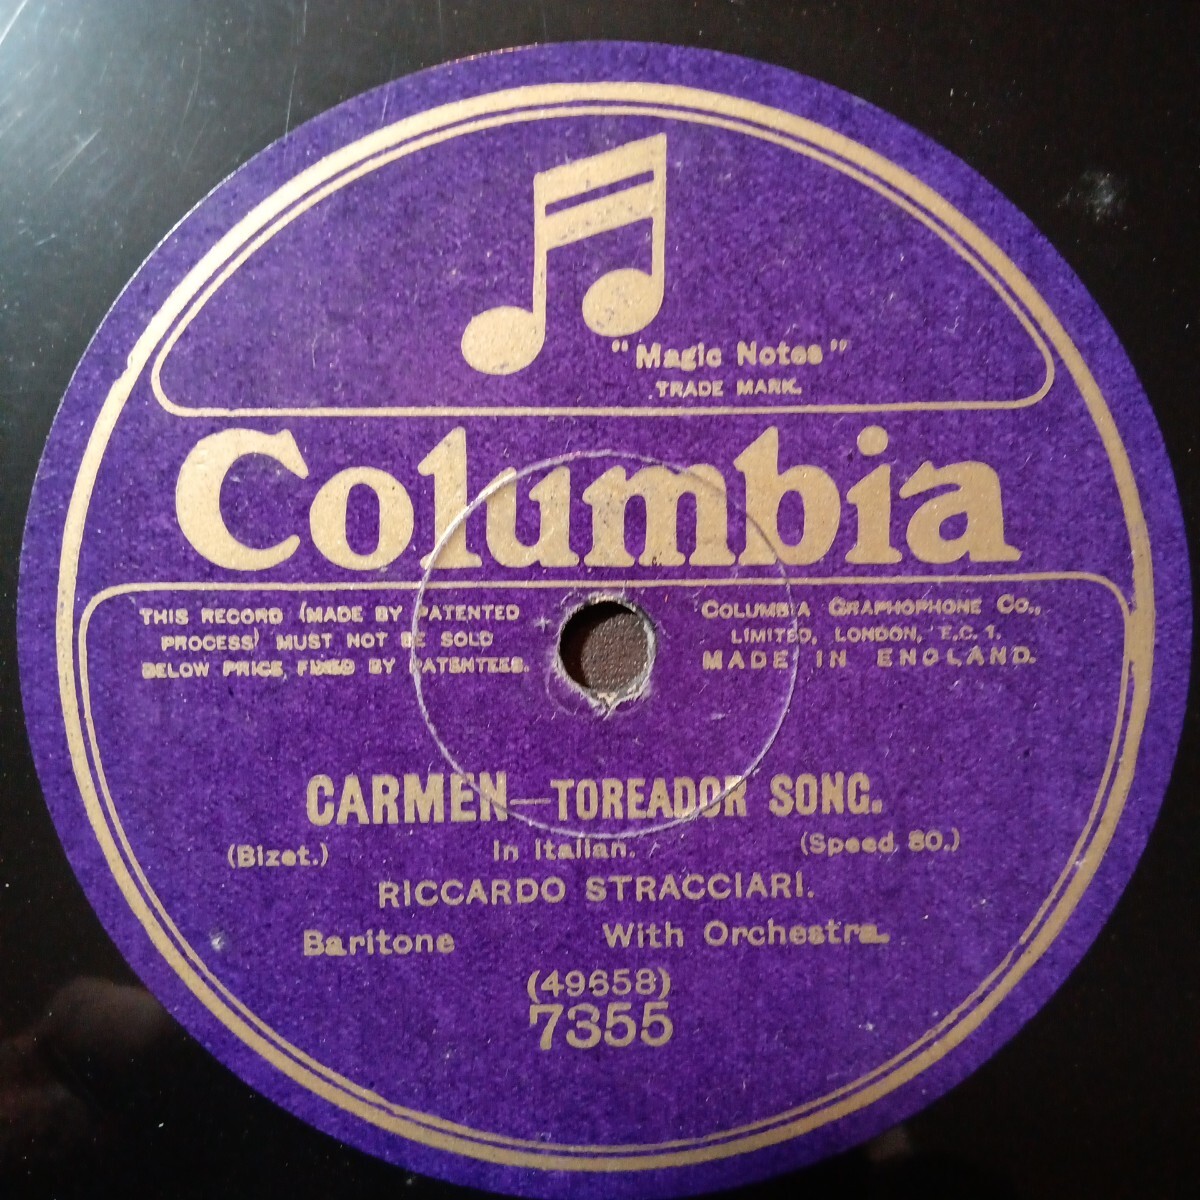 "Magic Notes"
TRADE MARK.
Columbia
THIS RECORD (MADE BY PATENTED
PROCESS) MUST NOT BE SOLD
BELOW PRICE, FIXED BY PATENTEES.
COLUMBIA GRAPHOPHONE CO.,
LIMITED, LONDON, E.C.1.
MADE IN ENGLAND.
CARMEN—TOREADOR SONG.
(Bizet.) In Italian. (Speed 80.)
RICCARDO STRACCIARI.
Baritone With Orchestra.
(49658)
7355